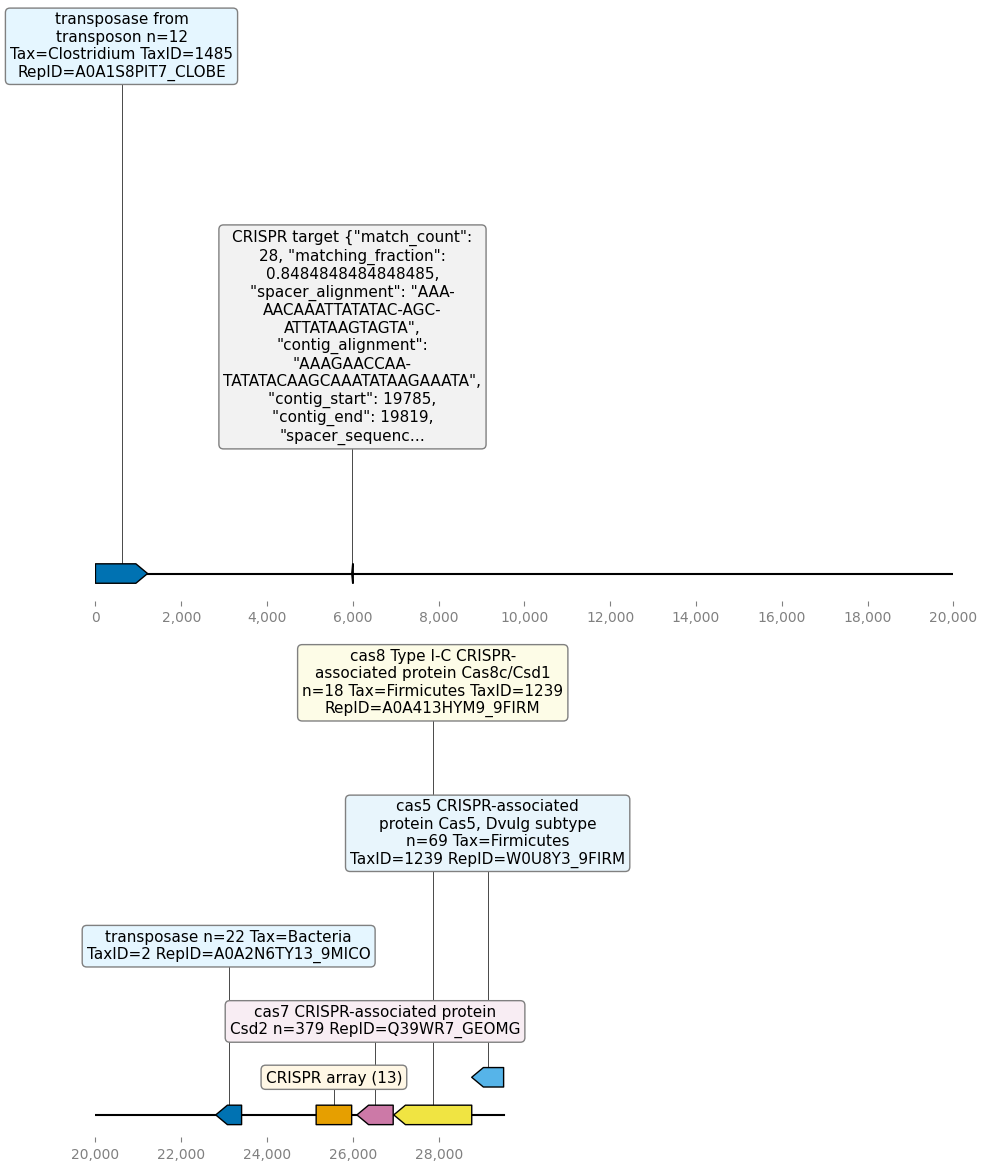 transposase from
transposon n=12
Tax=Clostridium TaxID=1485
RepID=A0A1S8PIT7_CLOBE
CRISPR target {"match_count":
28, "matching_fraction":
0.8484848484848485,
"spacer_alignment": "AAA-
AACAAATTATATAC-AGC-
ATTATAAGTAGTA",
"contig_alignment":
"AAAGAACCAA-
TATATACAAGCAAATATAAGAAATA",
"contig_start": 19785,
"contig_end": 19819,
"spacer_sequenc...
0 2,000 4,000 6,000 8,000 10,000 12,000 14,000 16,000 18,000 20,000
cas8 Type I-C CRISPR-
associated protein Cas8c/Csd1
n=18 Tax=Firmicutes TaxID=1239
RepID=A0A413HYM9_9FIRM
cas5 CRISPR-associated
protein Cas5, Dvulg subtype
n=69 Tax=Firmicutes
TaxID=1239 RepID=W0U8Y3_9FIRM
transposase n=22 Tax=Bacteria
TaxID=2 RepID=A0A2N6TY13_9MICO
cas7 CRISPR-associated protein
Csd2 n=379 RepID=Q39WR7_GEOMG
CRISPR array (13)
20,000 22,000 24,000 26,000 28,000